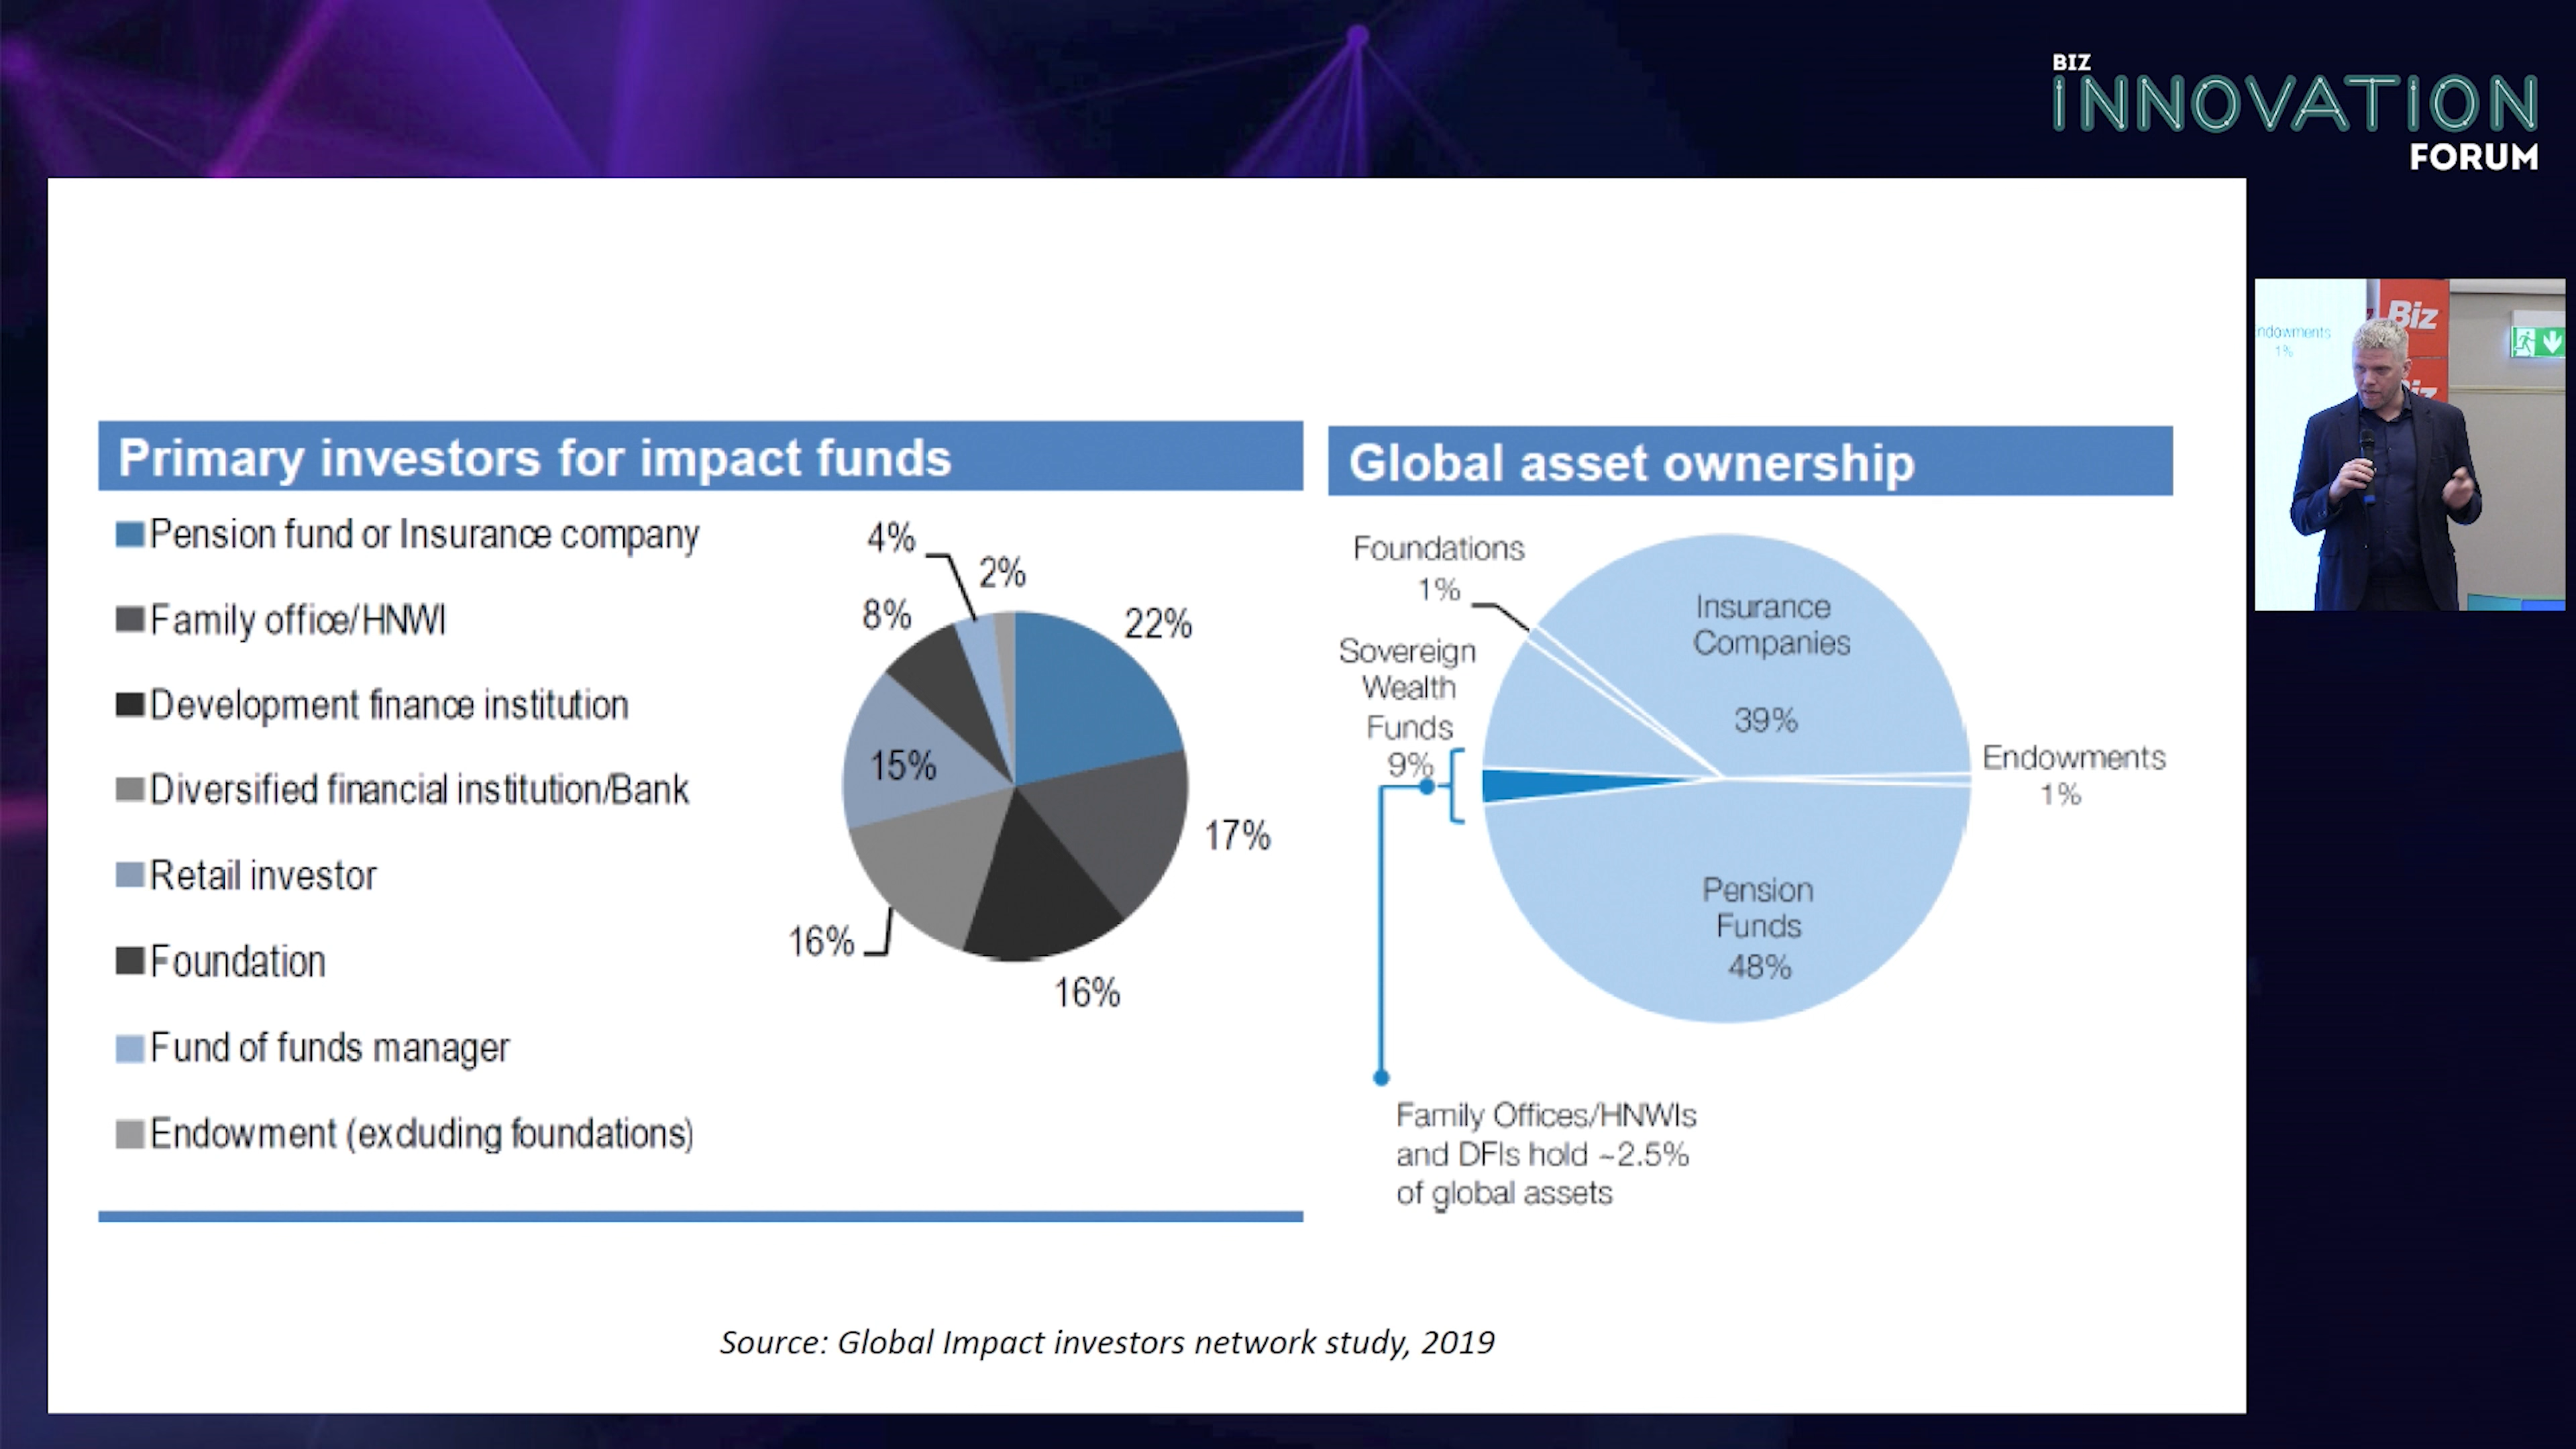 BIZ
INNOVATION
FORUM
Primary investors for impact funds
Pension fund or Insurance company
Family office/HNWI
Development finance institution
Diversified financial institution/Bank
Retail investor
Foundation
Fund of funds manager
Endowment (excluding foundations)
4%
2%
8%
22%
15%
17%
16%
16%
Global asset ownership
Foundations
1%
Insurance
Companies
39%
Sovereign
Wealth
Funds
9%
Endowments
1%
Pension
Funds
48%
Family Offices/HNWIs
and DFIs hold ~2.5%
of global assets
Source: Global Impact investors network study, 2019
Biz
ndowments
1%
iz